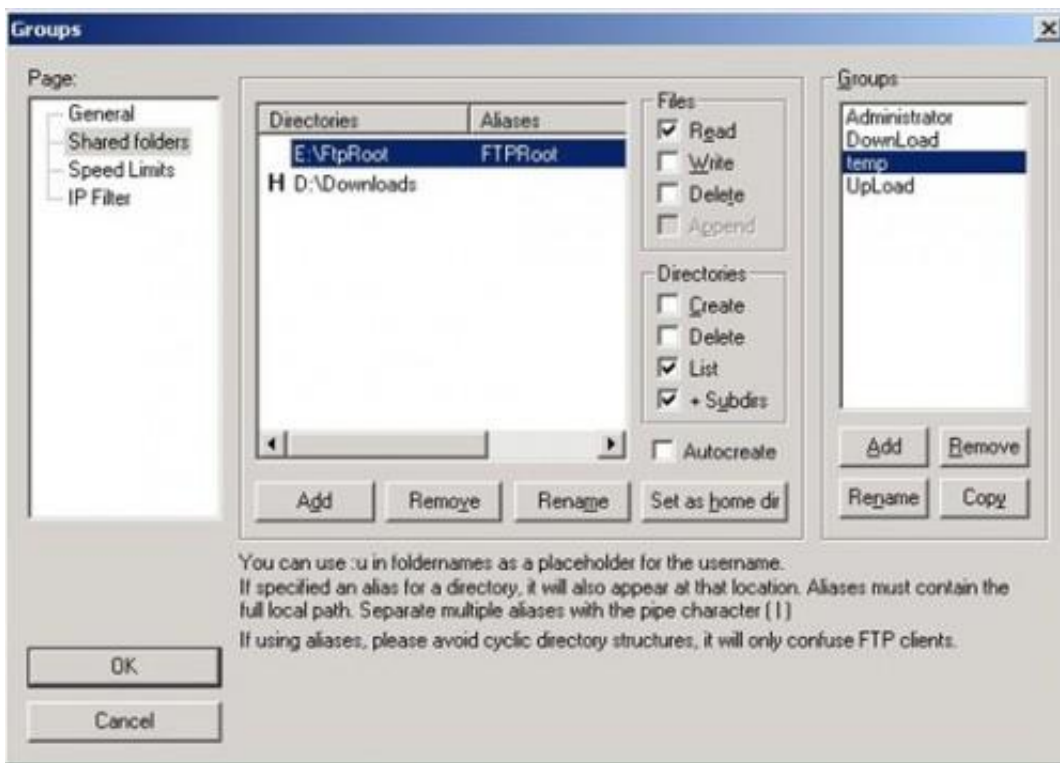 Groups
Page:
General
Shared folders
Speed Limits
IP Filter
Directories Aliases
E:\FtpRoot FTPRoot
H D:\Downloads
Files
Read
Write
Delete
Append
Directories
Create
Delete
List
+ Subdirs
Autocreate
Add Remove Rename Set as home dir
Groups
Administrator
DownLoad
temp
UpLoad
Add Remove
Rename Copy
You can use :u in foldernames as a placeholder for the username.
If specified an alias for a directory, it will also appear at that location. Aliases must contain the
full local path. Separate multiple aliases with the pipe character ( | )
If using aliases, please avoid cyclic directory structures, it will only confuse FTP clients.
OK
Cancel